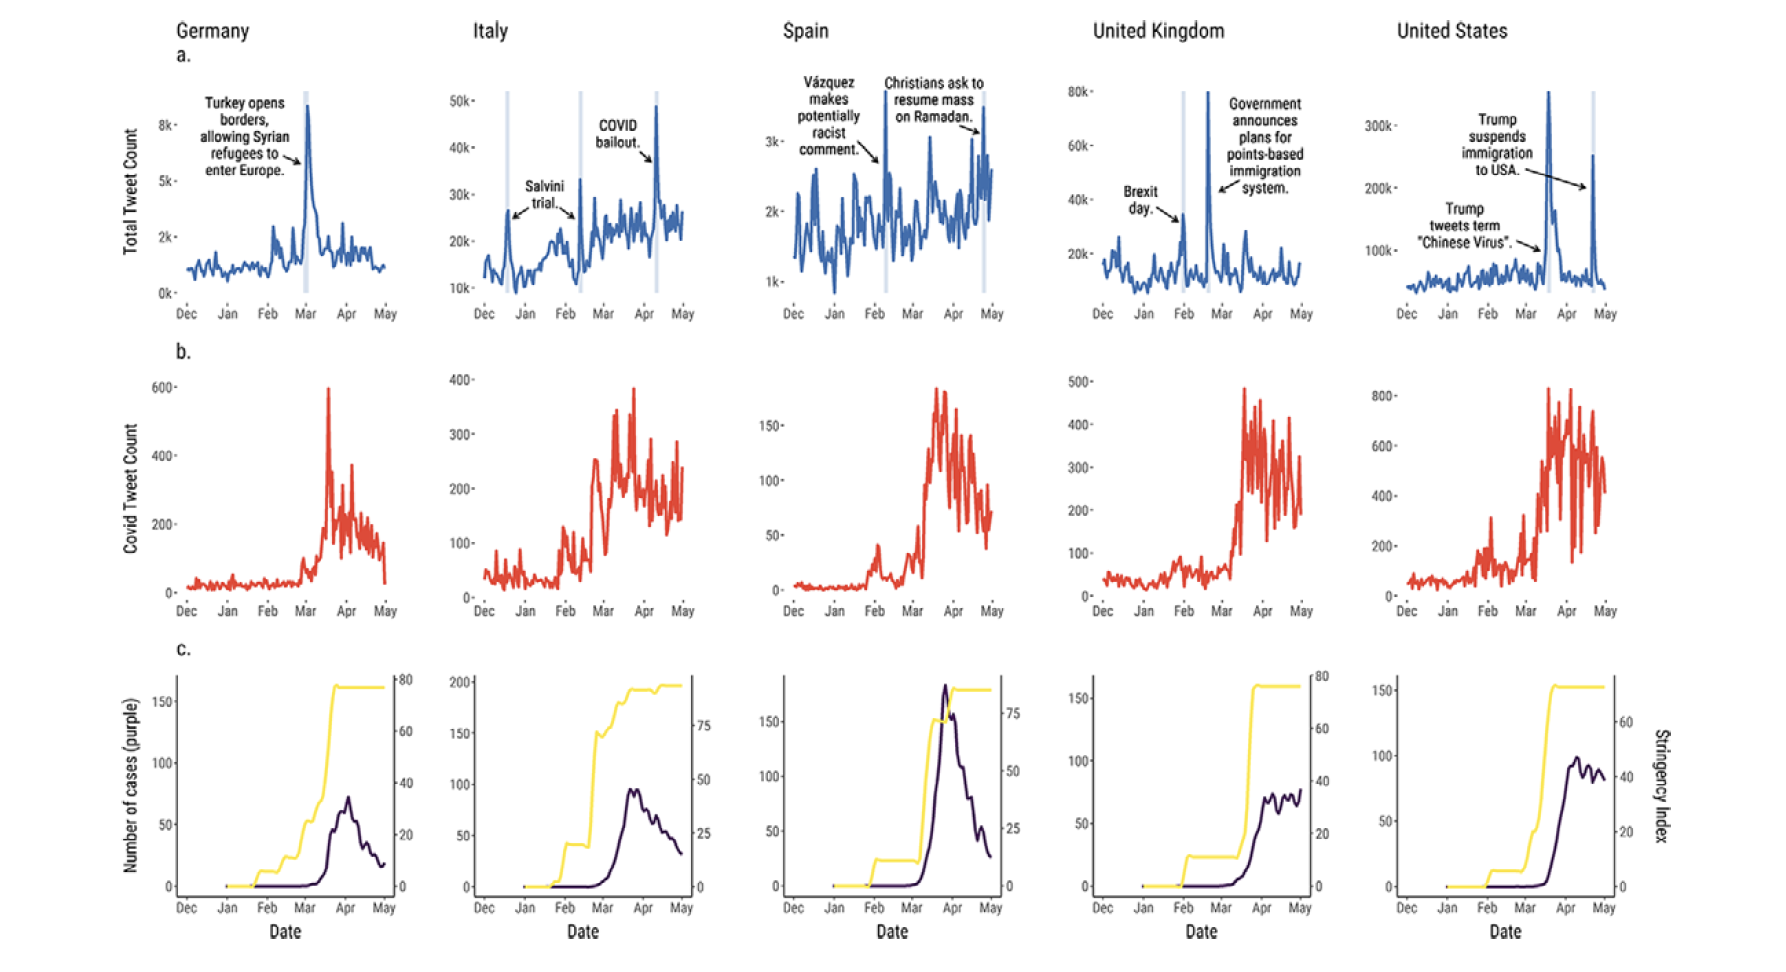 Germany
Italy
Spain
United Kingdom
United States
a.
Total Tweet Count
8k
5k
2k
0k
Turkey opens
borders,
allowing Syrian
refugees to
enter Europe.
Dec Jan Feb Mar Apr May
50k
40k
30k
20k
10k
Salvini
trial.
COVID
bailout.
Dec Jan Feb Mar Apr May
3k
2k
1k
Vázquez
makes
potentially
racist
comment.
Christians ask to
resume mass
on Ramadan.
Dec Jan Feb Mar Apr May
80k
60k
40k
20k
Brexit
day.
Government
announces
plans for
points-based
immigration
system.
Dec Jan Feb Mar Apr May
300k
200k
100k
Trump
suspends
immigration
to USA.
Trump
tweets term
"Chinese Virus".
Dec Jan Feb Mar Apr May
b.
Covid Tweet Count
600
400
200
0
Dec Jan Feb Mar Apr May
400
300
200
100
0
Dec Jan Feb Mar Apr May
150
100
50
0
Dec Jan Feb Mar Apr May
500
400
300
200
100
0
Dec Jan Feb Mar Apr May
800
600
400
200
0
Dec Jan Feb Mar Apr May
c.
Number of cases (purple)
150
100
50
0
80
60
40
20
0
Dec Jan Feb Mar Apr May
Date
200
150
100
50
0
75
50
25
0
Dec Jan Feb Mar Apr May
Date
150
100
50
0
75
50
25
0
Dec Jan Feb Mar Apr May
Date
150
100
50
0
80
60
40
20
0
Dec Jan Feb Mar Apr May
Date
150
100
50
0
60
40
20
0
Dec Jan Feb Mar Apr May
Date
Stringency Index